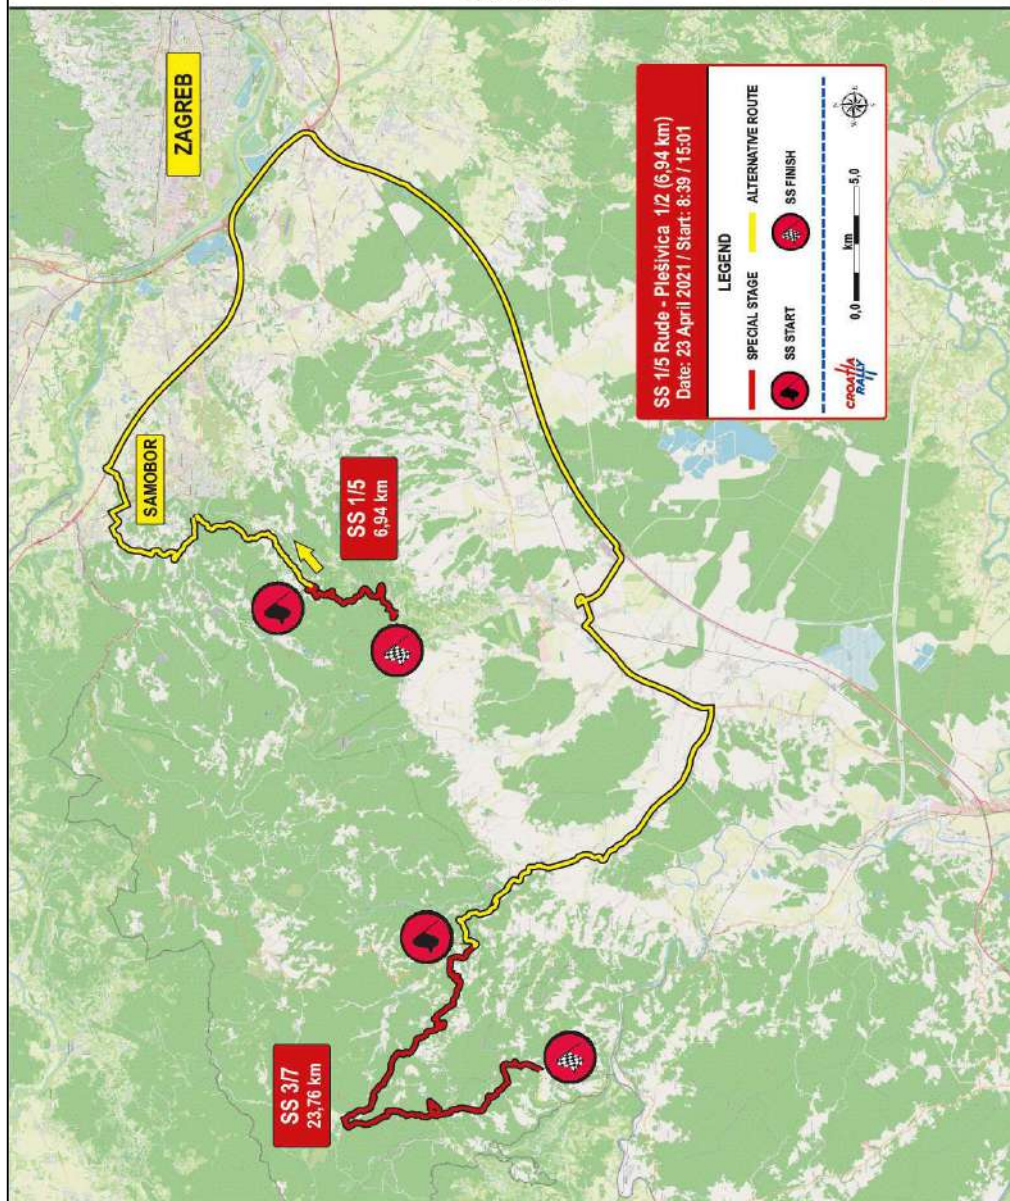 ZAGREB
SAMOBOR
SS 1/5
6,94 km
SS 3/7
23,76 km
SS 1/5 Rude - Plešivica 1/2 (6,94 km)
Date: 23 April 2021 / Start: 8:39 / 15:01
LEGEND
SPECIAL STAGE
ALTERNATIVE ROUTE
SS START
SS FINISH
CROATIA
RALLY
0,0 km 5,0